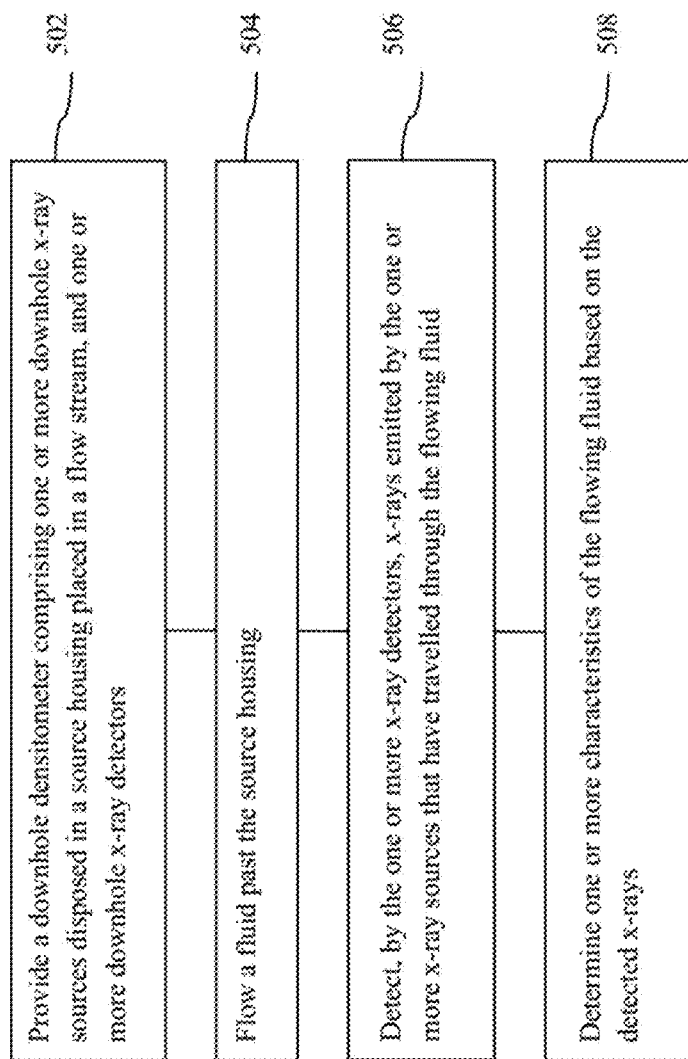 Provide a downhole densitometer comprising one or more downhole x-ray
sources disposed in a source housing placed in a flow stream, and one or
more downhole x-ray detectors
502
Flow a fluid past the source housing
504
Detect, by the one or more x-ray detectors, x-rays emitted by the one or
more x-ray sources that have travelled through the flowing fluid
506
Determine one or more characteristics of the flowing fluid based on the
detected x-rays
508